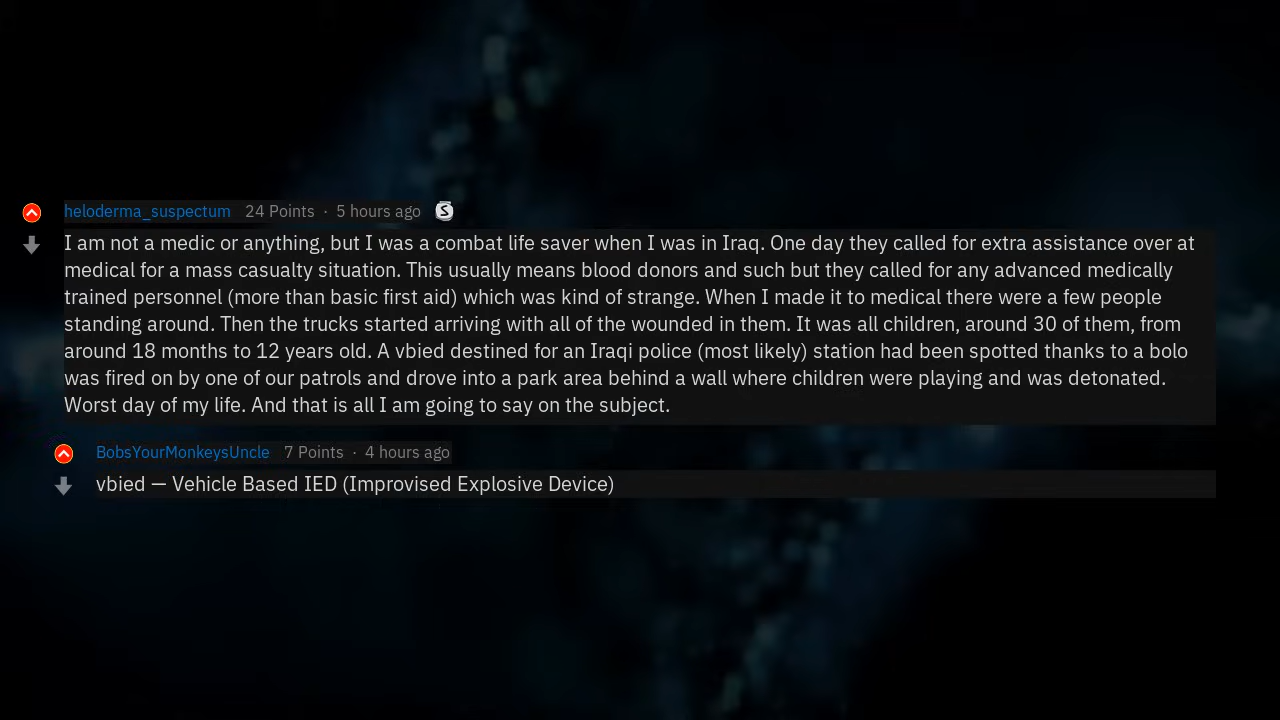 heloderma_suspectum 24 Points · 5 hours ago S
I am not a medic or anything, but I was a combat life saver when I was in Iraq. One day they called for extra assistance over at
medical for a mass casualty situation. This usually means blood donors and such but they called for any advanced medically
trained personnel (more than basic first aid) which was kind of strange. When I made it to medical there were a few people
standing around. Then the trucks started arriving with all of the wounded in them. It was all children, around 30 of them, from
around 18 months to 12 years old. A vbied destined for an Iraqi police (most likely) station had been spotted thanks to a bolo
was fired on by one of our patrols and drove into a park area behind a wall where children were playing and was detonated.
Worst day of my life. And that is all I am going to say on the subject.
BobsYourMonkeysUncle 7 Points · 4 hours ago
vbied — Vehicle Based IED (Improvised Explosive Device)